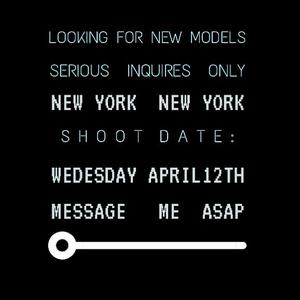 LOOKING FOR NEW MODELS
SERIOUS INQUIRES ONLY
NEW YORK NEW YORK
SHOOT DATE:
WEDESDAY APRIL12TH
MESSAGE ME ASAP